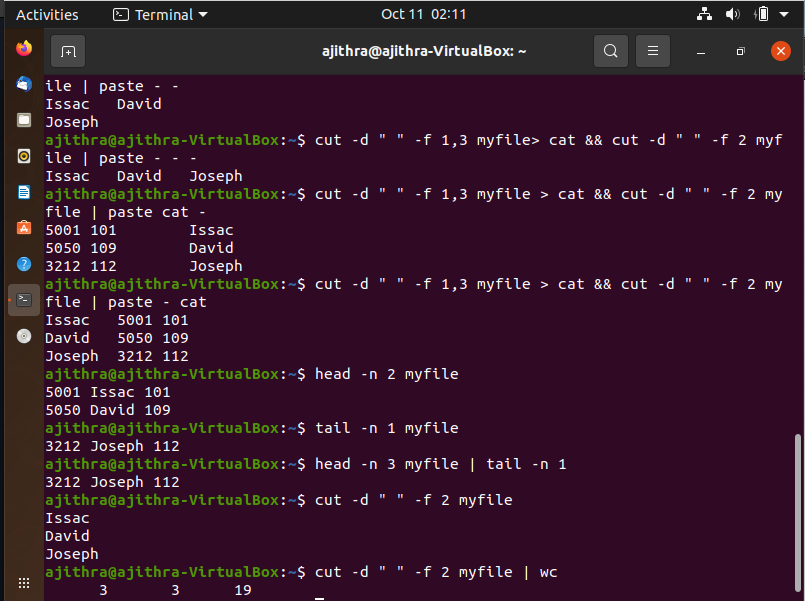 Activities Terminal Oct 11 02:11
ajithra@ajithra-VirtualBox: ~
ile | paste - -
Issac David
Joseph
ajithra@ajithra-VirtualBox:~$ cut -d " " -f 1,3 myfile> cat && cut -d " " -f 2 myf
ile | paste - - -
Issac David Joseph
ajithra@ajithra-VirtualBox:~$ cut -d " " -f 1,3 myfile > cat && cut -d " " -f 2 my
file | paste cat -
5001 101 Issac
5050 109 David
3212 112 Joseph
ajithra@ajithra-VirtualBox:~$ cut -d " " -f 1,3 myfile > cat && cut -d " " -f 2 my
file | paste - cat
Issac 5001 101
David 5050 109
Joseph 3212 112
ajithra@ajithra-VirtualBox:~$ head -n 2 myfile
5001 Issac 101
5050 David 109
ajithra@ajithra-VirtualBox:~$ tail -n 1 myfile
3212 Joseph 112
ajithra@ajithra-VirtualBox:~$ head -n 3 myfile | tail -n 1
3212 Joseph 112
ajithra@ajithra-VirtualBox:~$ cut -d " " -f 2 myfile
Issac
David
Joseph
ajithra@ajithra-VirtualBox:~$ cut -d " " -f 2 myfile | wc
3 3 19